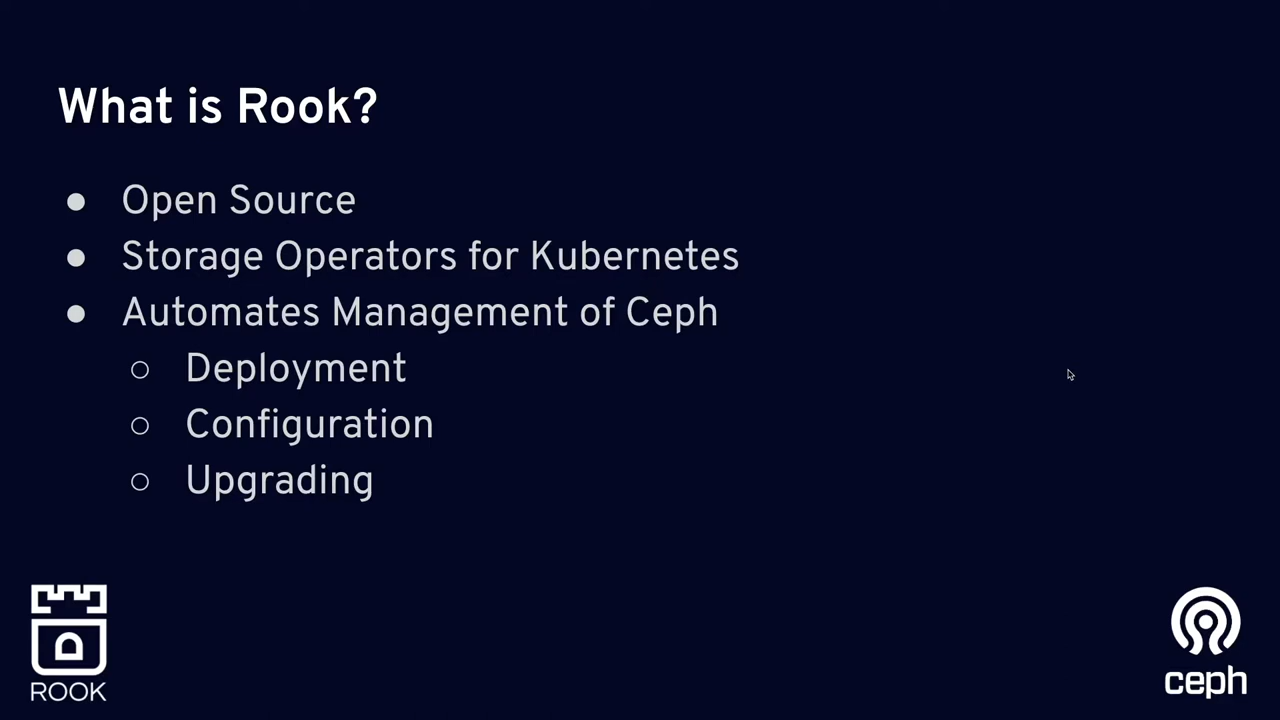 What is Rook?
● Open Source
● Storage Operators for Kubernetes
● Automates Management of Ceph
○ Deployment
○ Configuration
○ Upgrading
ROOK
ceph